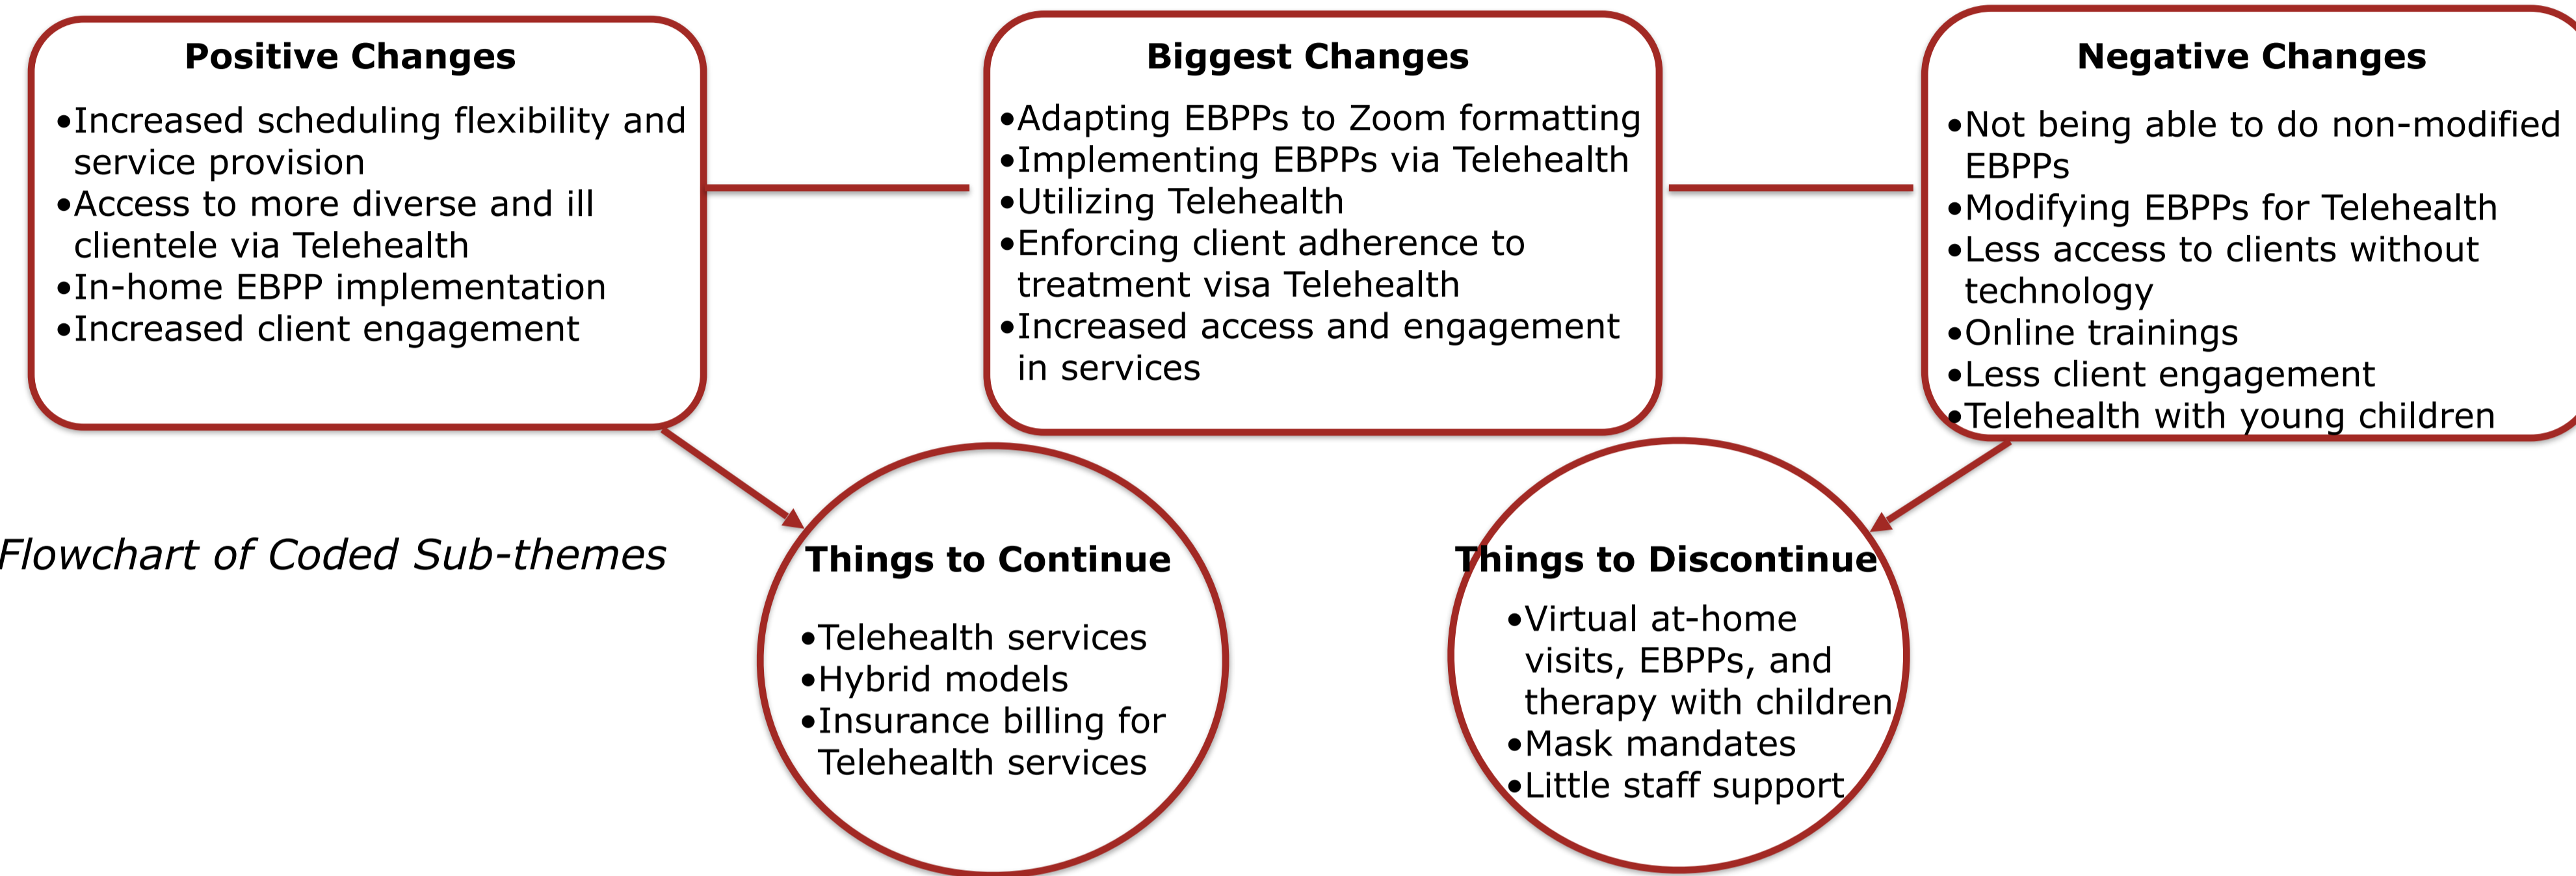 Positive Changes
•Increased scheduling flexibility and
service provision
•Access to more diverse and ill
clientele via Telehealth
•In-home EBPP implementation
•Increased client engagement
Biggest Changes
•Adapting EBPPs to Zoom formatting
•Implementing EBPPs via Telehealth
•Utilizing Telehealth
•Enforcing client adherence to
treatment visa Telehealth
•Increased access and engagement
in services
Negative Changes
•Not being able to do non-modified
EBPPs
•Modifying EBPPs for Telehealth
•Less access to clients without
technology
•Online trainings
•Less client engagement
•Telehealth with young children
Flowchart of Coded Sub-themes
Things to Continue
•Telehealth services
•Hybrid models
•Insurance billing for
Telehealth services
Things to Discontinue
•Virtual at-home
visits, EBPPs, and
therapy with children
•Mask mandates
•Little staff support